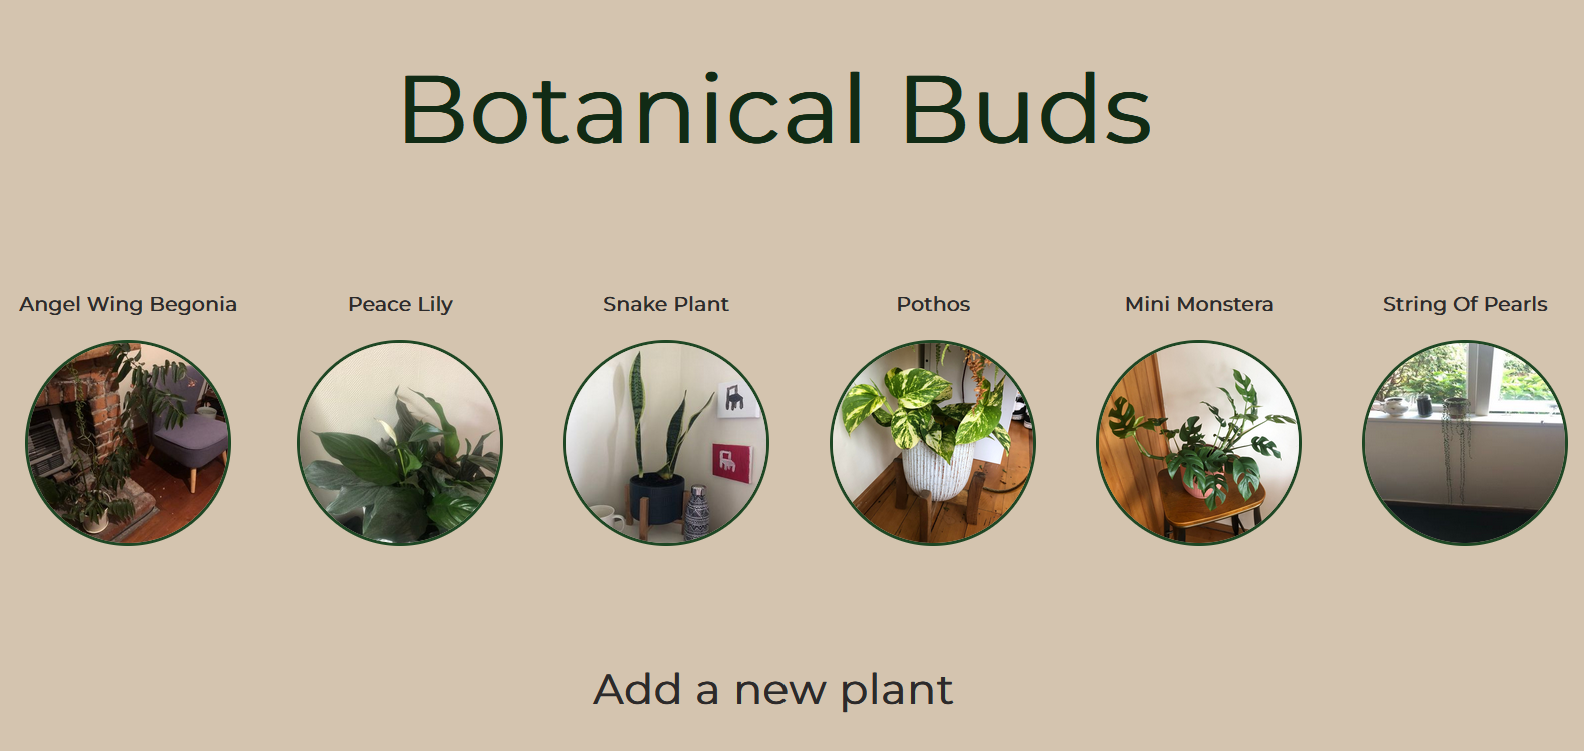 Botanical Buds
Angel Wing Begonia
Peace Lily
Snake Plant
Pothos
Mini Monstera
String Of Pearls
Add a new plant